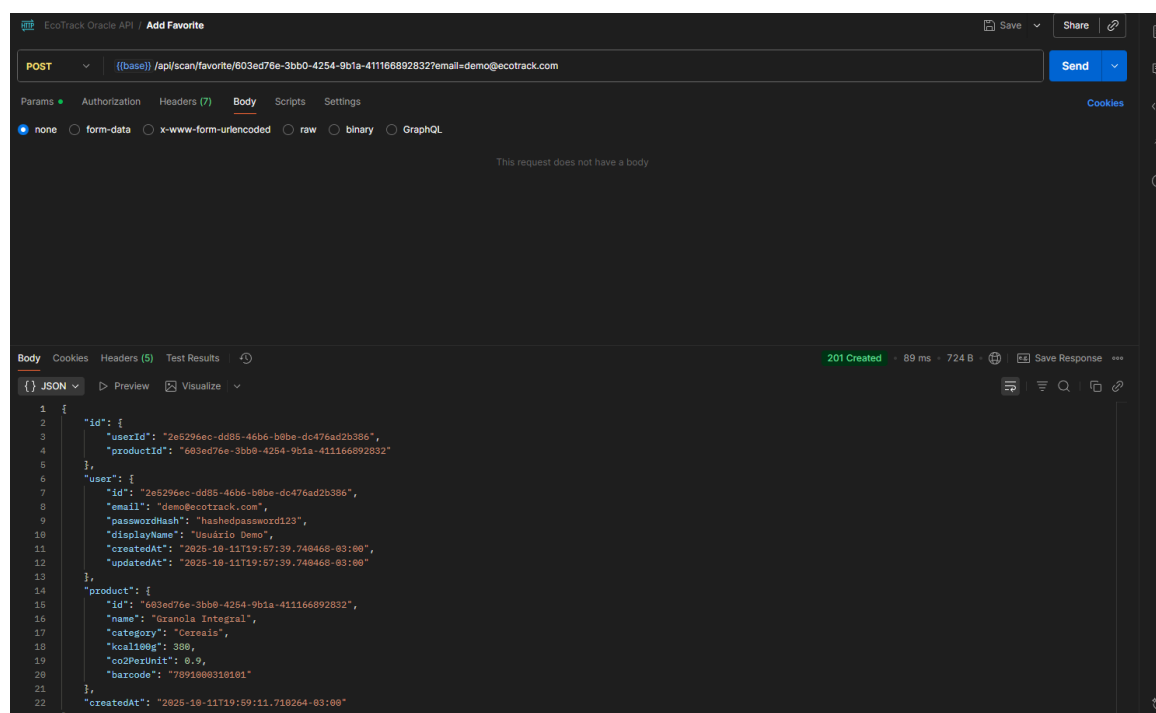 HTTP EcoTrack Oracle API / Add Favorite Save Share
POST {{base}} /api/scan/favorite/603ed76e-3bb0-4254-9b1a-411166892832?email=demo@ecotrack.com Send
Params Authorization Headers (7) Body Scripts Settings Cookies
none form-data x-www-form-urlencoded raw binary GraphQL
This request does not have a body
Body Cookies Headers (5) Test Results 201 Created 89 ms 724 B Save Response
{} JSON Preview Visualize
1 {
2 "id": {
3 "userId": "2e5296ec-dd85-46b6-b0be-dc476ad2b386",
4 "productId": "603ed76e-3bb0-4254-9b1a-411166892832"
5 },
6 "user": {
7 "id": "2e5296ec-dd85-46b6-b0be-dc476ad2b386",
8 "email": "demo@ecotrack.com",
9 "passwordHash": "hashedpassword123",
10 "displayName": "Usuário Demo",
11 "createdAt": "2025-10-11T19:57:39.740468-03:00",
12 "updatedAt": "2025-10-11T19:57:39.740468-03:00"
13 },
14 "product": {
15 "id": "603ed76e-3bb0-4254-9b1a-411166892832",
16 "name": "Granola Integral",
17 "category": "Cereais",
18 "kcal100g": 380,
19 "co2PerUnit": 0.9,
20 "barcode": "7891000310101"
21 },
22 "createdAt": "2025-10-11T19:59:11.710264-03:00"